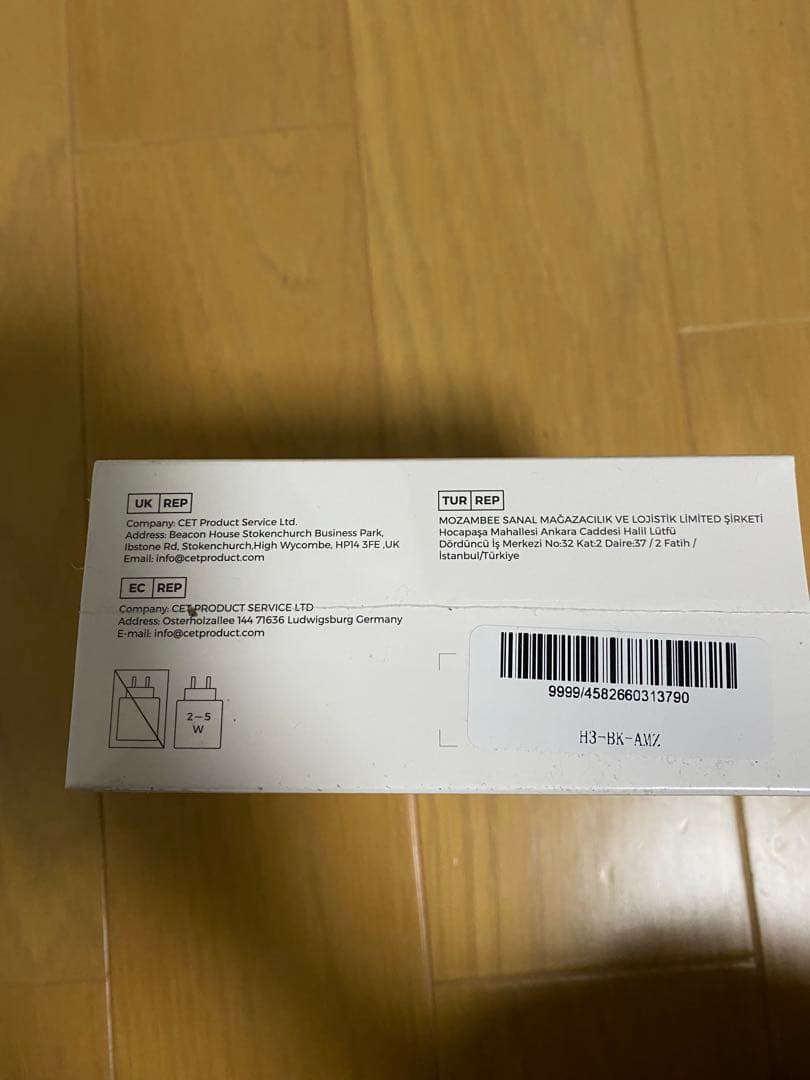 UK REP
Company: CET Product Service Ltd.
Address: Beacon House Stokenchurch Business Park,
Ibstone Rd, Stokenchurch,High Wycombe, HP14 3FE ,UK
Email: info@cetproduct.com
EC REP
Company: CET PRODUCT SERVICE LTD
Address: Osterholzallee 144 71636 Ludwigsburg Germany
E-mail: info@cetproduct.com
2–5
W
TUR REP
MOZAMBEE SANAL MAĞAZACILIK VE LOJİSTİK LİMİTED ŞİRKETİ
Hocapaşa Mahallesi Ankara Caddesi Halil Lütfü
Dördüncü İş Merkezi No:32 Kat:2 Daire:37 / 2 Fatih /
İstanbul/Türkiye
9999/4582660313790
H3-BK-AMZ